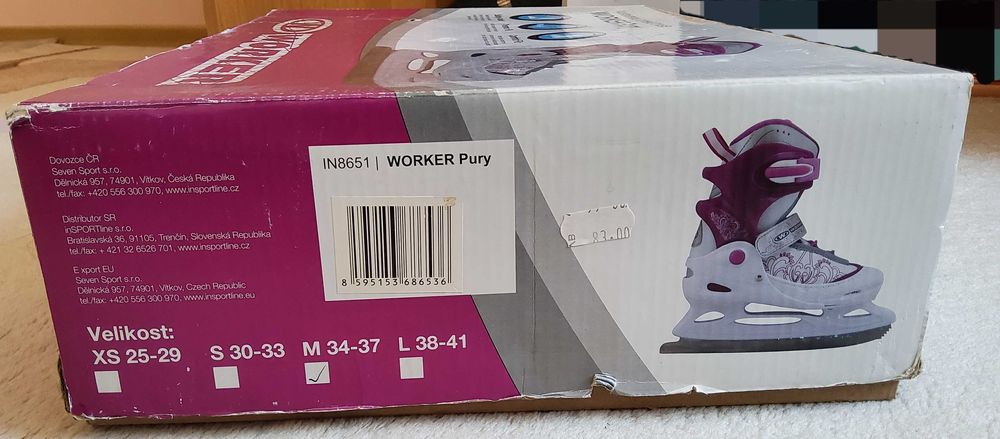 WORKER
Dovozce ČR
Seven Sport s.r.o.
Dělnická 957, 74901, Vítkov, Česká Republika
tel./fax: +420 556 300 970, www.insportline.cz
Distributor SR
inSPORTline s.r.o.
Bratislavská 36, 91105, Trenčín, Slovenská Republika
tel./fax: + 421 32 6526 701, www.insportline.cz
E xport EU
Seven Sport s.r.o.
Dělnická 957, 74901, Vítkov, Czech Republic
tel./fax: +420 556 300 970, www.insportline.eu
IN8651 | WORKER Pury
8 595153 686536
83.00
Velikost:
XS 25-29 S 30-33 M 34-37 L 38-41